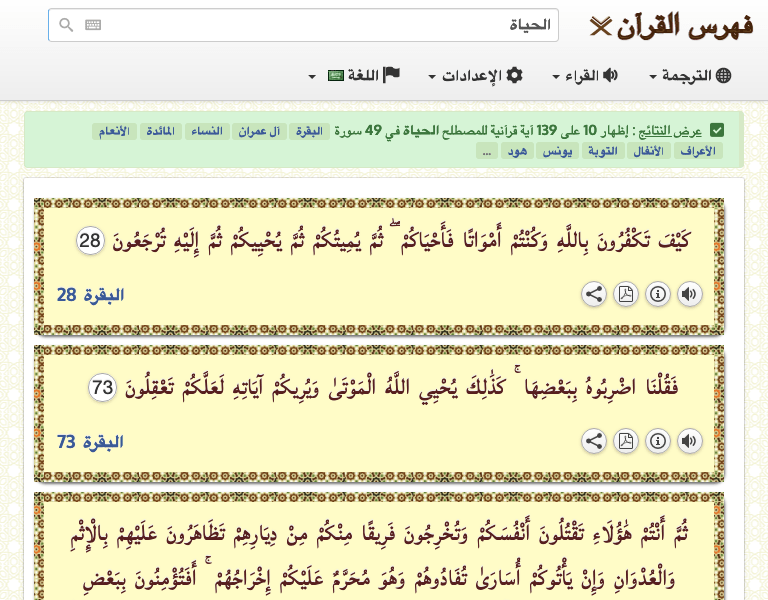 فهرس القرآن
الحياة
الترجمة
القراء
الإعدادات
اللغة
عرض النتائج : إظهار 10 على 139 آية قرآنية للمصطلح الحياة في 49 سورة البقرة آل عمران النساء المائدة الأنعام
الأعراف الأنفال التوبة يونس هود ...
كَيْفَ تَكْفُرُونَ بِاللَّهِ وَكُنْتُمْ أَمْوَاتًا فَأَحْيَاكُمْ ۖ ثُمَّ يُمِيتُكُمْ ثُمَّ يُحْيِيكُمْ ثُمَّ إِلَيْهِ تُرْجَعُونَ 28
البقرة 28
فَقُلْنَا اضْرِبُوهُ بِبَعْضِهَا ۚ كَذَٰلِكَ يُحْيِي اللَّهُ الْمَوْتَىٰ وَيُرِيكُمْ آيَاتِهِ لَعَلَّكُمْ تَعْقِلُونَ 73
البقرة 73
ثُمَّ أَنْتُمْ هَٰؤُلَاءِ تَقْتُلُونَ أَنْفُسَكُمْ وَتُخْرِجُونَ فَرِيقًا مِنْكُمْ مِنْ دِيَارِهِمْ تَظَاهَرُونَ عَلَيْهِمْ بِالْإِثْمِ
وَالْعُدْوَانِ وَإِنْ يَأْتُوكُمْ أُسَارَىٰ تُفَادُوهُمْ وَهُوَ مُحَرَّمٌ عَلَيْكُمْ إِخْرَاجُهُمْ ۚ أَفَتُؤْمِنُونَ بِبَعْضِ